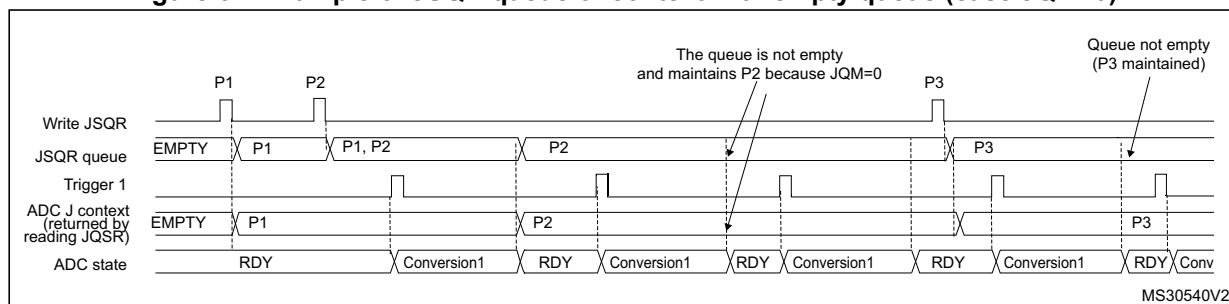 The queue is not empty
and maintains P2 because JQM=0
Queue not empty
(P3 maintained)
P1 P2 P3
Write JSQR
JSQR queue EMPTY P1 P1, P2 P2 P3
Trigger 1
ADC J context
(returned by
reading JQSR)
EMPTY P1 P2 P3
ADC state RDY Conversion1 RDY Conversion1 RDY Conversion1 RDY Conversion1 RDY Conv
MS30540V2